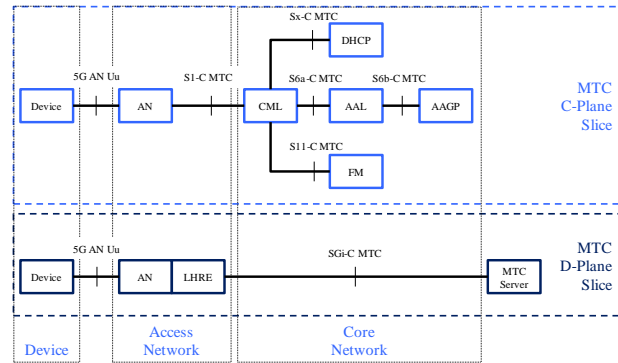 Sx-C MTC
DHCP
5G AN Uu
S1-C MTC
S6a-C MTC
S6b-C MTC
Device
AN
CML
AAL
AAGP
MTC
C-Plane
Slice
S11-C MTC
FM
5G AN Uu
SGi-C MTC
Device
AN
LHRE
MTC
Server
MTC
D-Plane
Slice
Device
Access
Network
Core
Network